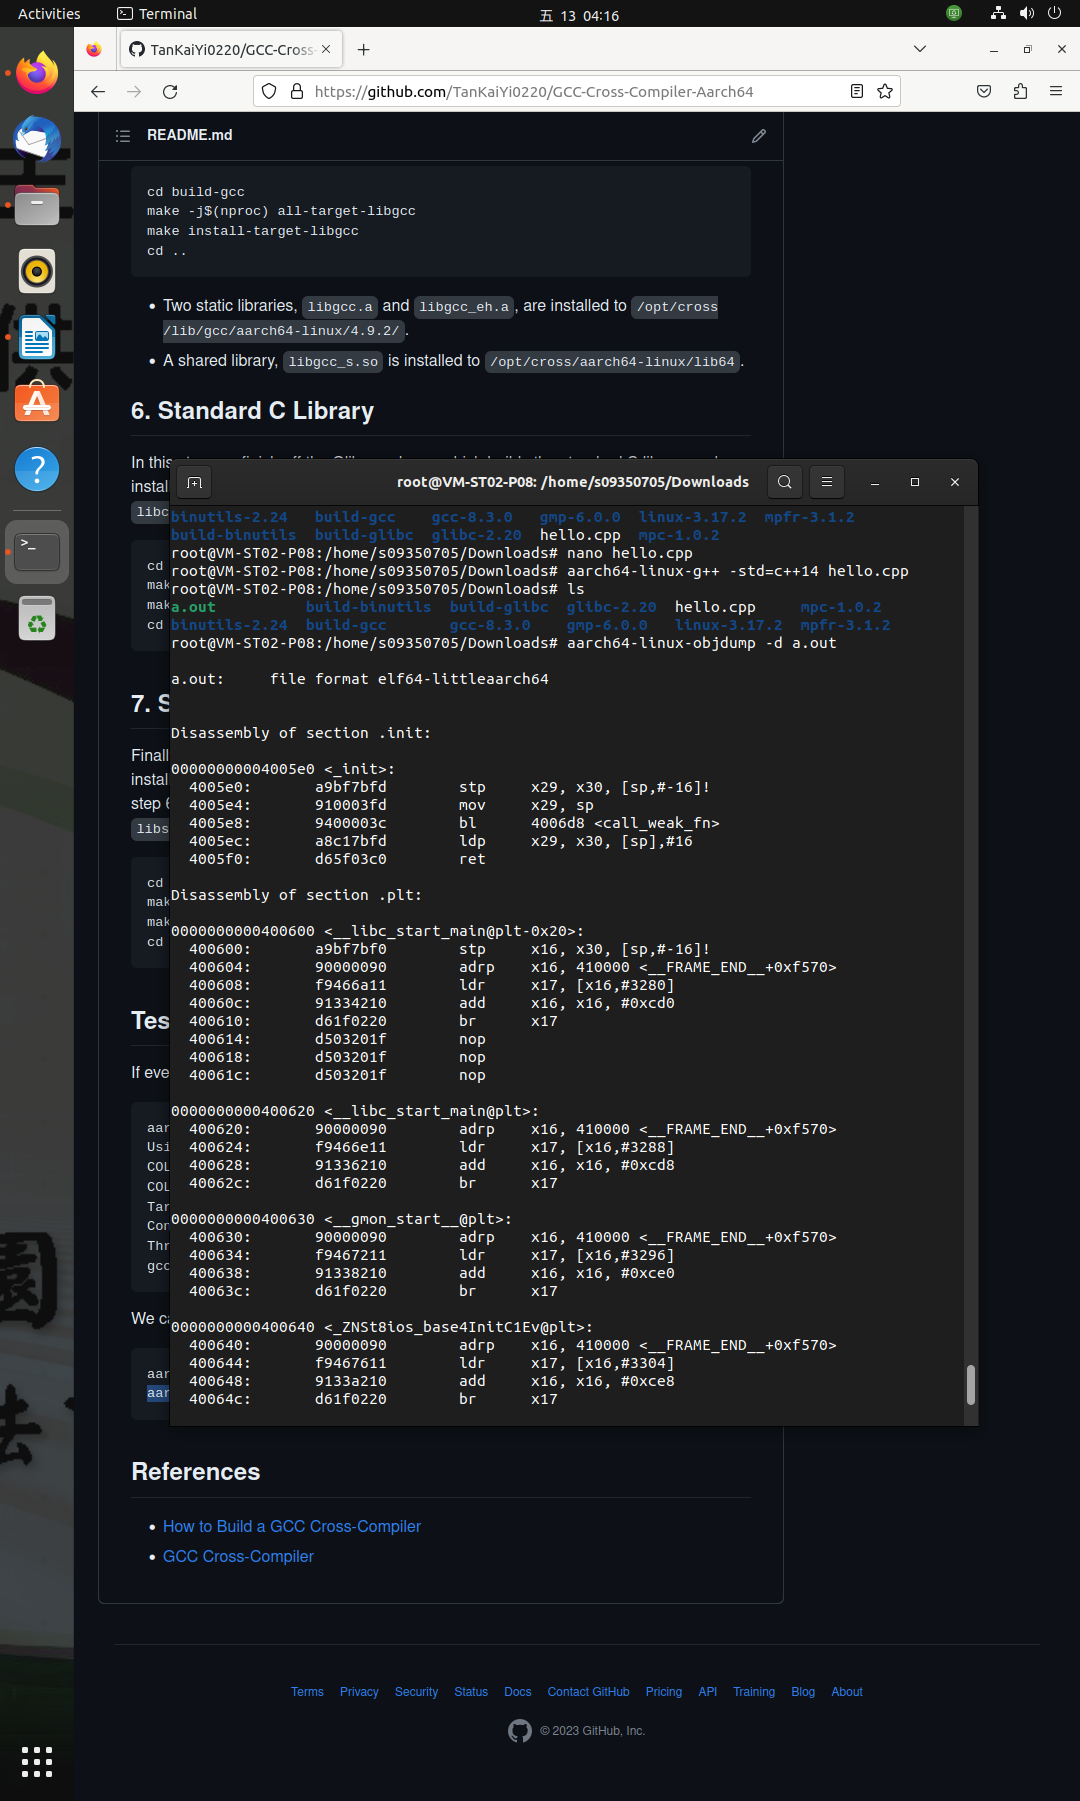 Activities
Terminal
五 13 04:16
TanKaiYi0220/GCC-Cross-
https://github.com/TanKaiYi0220/GCC-Cross-Compiler-Aarch64
README.md
cd build-gcc
make -j$(nproc) all-target-libgcc
make install-target-libgcc
cd ..
• Two static libraries, libgcc.a and libgcc_eh.a, are installed to /opt/cross
/lib/gcc/aarch64-linux/4.9.2/.
• A shared library, libgcc_s.so is installed to /opt/cross/aarch64-linux/lib64.
6. Standard C Library
In this
instal
libc
cd
mak
mak
cd
7. S
Finall
instal
step 6
libs
cd
mak
mak
cd
Tes
If eve
aar
Usi
COL
COL
Tar
Con
Thr
gcc
We ca
aar
aar
root@VM-ST02-P08: /home/s09350705/Downloads
binutils-2.24 build-gcc gcc-8.3.0 gmp-6.0.0 linux-3.17.2 mpfr-3.1.2
build-binutils build-glibc glibc-2.20 hello.cpp mpc-1.0.2
root@VM-ST02-P08:/home/s09350705/Downloads# nano hello.cpp
root@VM-ST02-P08:/home/s09350705/Downloads# aarch64-linux-g++ -std=c++14 hello.cpp
root@VM-ST02-P08:/home/s09350705/Downloads# ls
a.out build-binutils build-glibc glibc-2.20 hello.cpp mpc-1.0.2
binutils-2.24 build-gcc gcc-8.3.0 gmp-6.0.0 linux-3.17.2 mpfr-3.1.2
root@VM-ST02-P08:/home/s09350705/Downloads# aarch64-linux-objdump -d a.out
a.out: file format elf64-littleaarch64
Disassembly of section .init:
00000000004005e0 <_init>:
4005e0: a9bf7bfd stp x29, x30, [sp,#-16]!
4005e4: 910003fd mov x29, sp
4005e8: 9400003c bl 4006d8 <call_weak_fn>
4005ec: a8c17bfd ldp x29, x30, [sp],#16
4005f0: d65f03c0 ret
Disassembly of section .plt:
0000000000400600 <__libc_start_main@plt-0x20>:
400600: a9bf7bf0 stp x16, x30, [sp,#-16]!
400604: 90000090 adrp x16, 410000 <__FRAME_END__+0xf570>
400608: f9466a11 ldr x17, [x16,#3280]
40060c: 91334210 add x16, x16, #0xcd0
400610: d61f0220 br x17
400614: d503201f nop
400618: d503201f nop
40061c: d503201f nop
0000000000400620 <__libc_start_main@plt>:
400620: 90000090 adrp x16, 410000 <__FRAME_END__+0xf570>
400624: f9466e11 ldr x17, [x16,#3288]
400628: 91336210 add x16, x16, #0xcd8
40062c: d61f0220 br x17
0000000000400630 <__gmon_start__@plt>:
400630: 90000090 adrp x16, 410000 <__FRAME_END__+0xf570>
400634: f9467211 ldr x17, [x16,#3296]
400638: 91338210 add x16, x16, #0xce0
40063c: d61f0220 br x17
0000000000400640 <_ZNSt8ios_base4InitC1Ev@plt>:
400640: 90000090 adrp x16, 410000 <__FRAME_END__+0xf570>
400644: f9467611 ldr x17, [x16,#3304]
400648: 9133a210 add x16, x16, #0xce8
40064c: d61f0220 br x17
References
• How to Build a GCC Cross-Compiler
• GCC Cross-Compiler
Terms Privacy Security Status Docs Contact GitHub Pricing API Training Blog About
© 2023 GitHub, Inc.